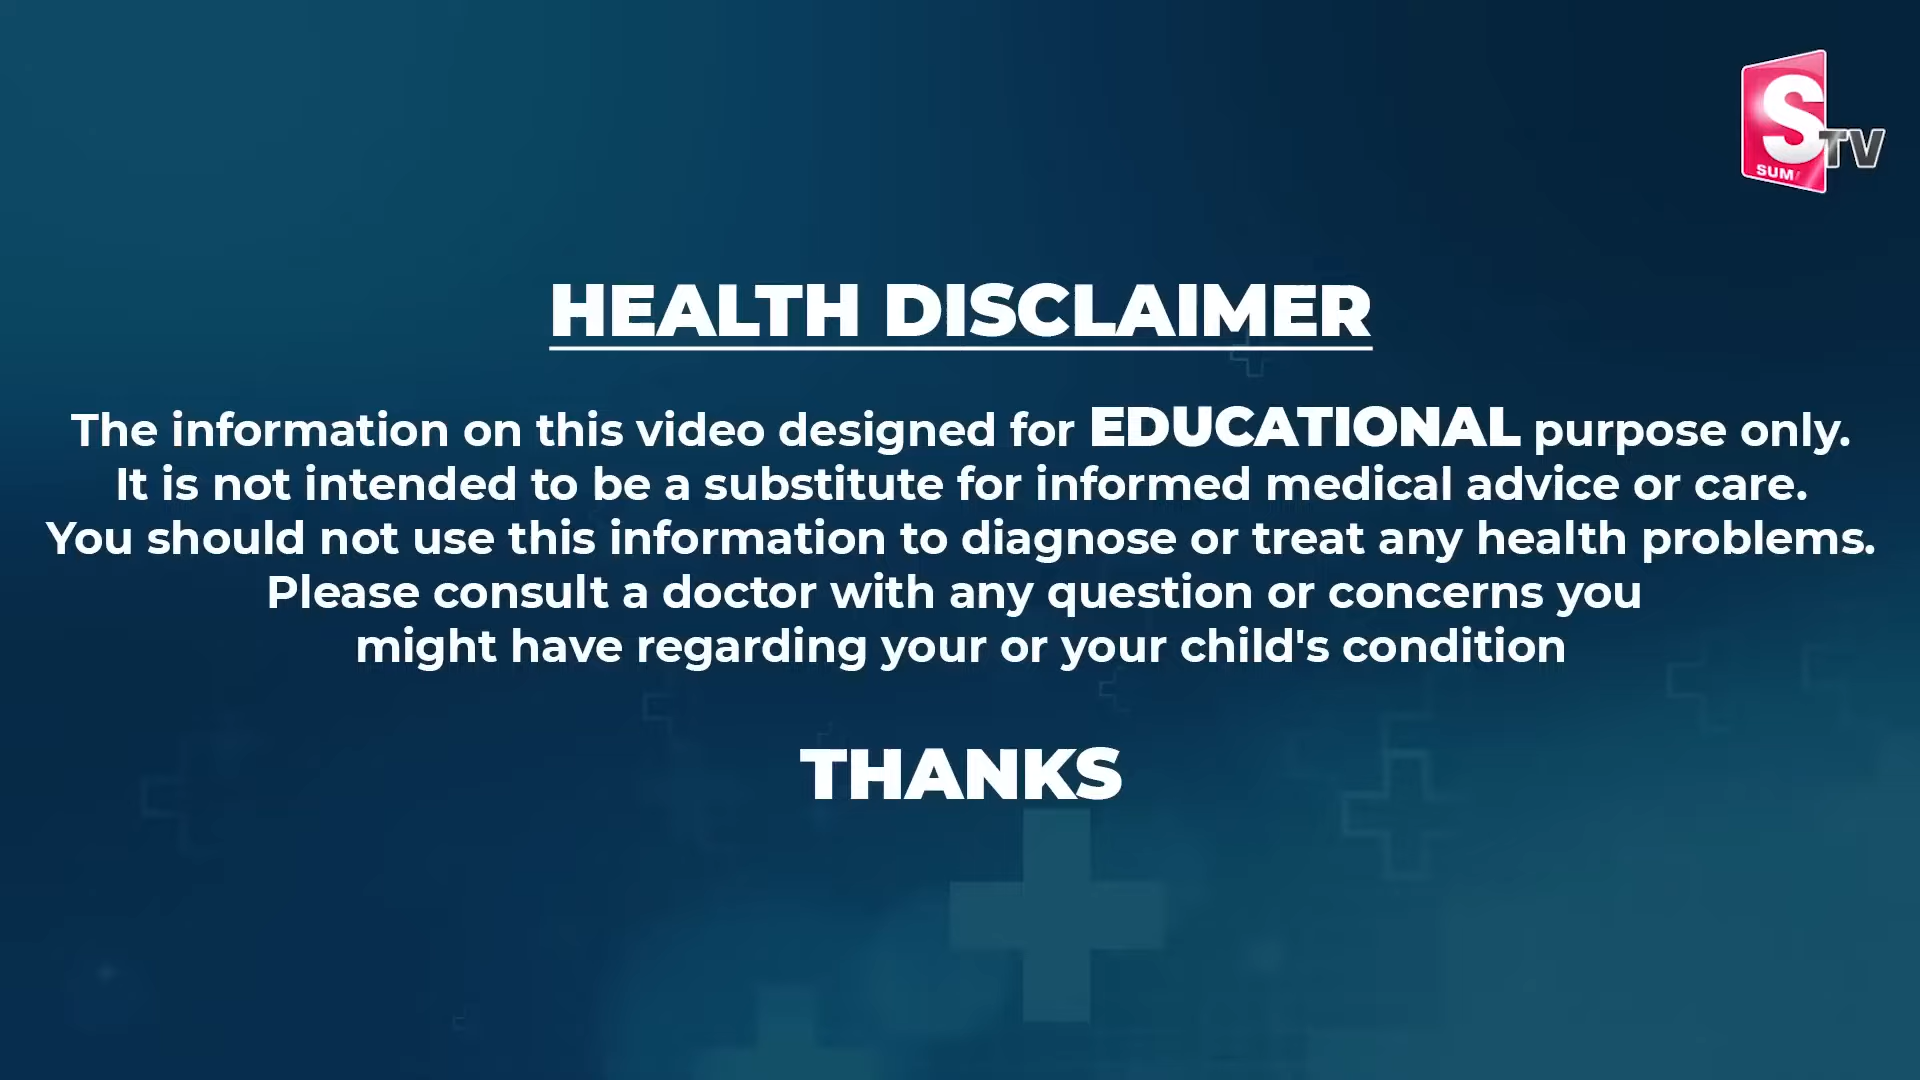 S
TV
SUM
HEALTH DISCLAIMER
The information on this video designed for EDUCATIONAL purpose only.
It is not intended to be a substitute for informed medical advice or care.
You should not use this information to diagnose or treat any health problems.
Please consult a doctor with any question or concerns you
might have regarding your or your child's condition
THANKS